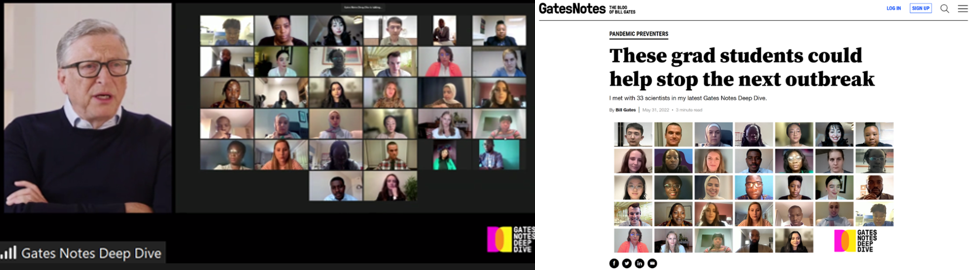 Gates Notes Deep Dive
GATES
NOTES
DEEP
DIVE
GatesNotes
THE BLOG
OF BILL GATES
LOG IN
SIGN UP
PANDEMIC PREVENTERS
These grad students could
help stop the next outbreak
I met with 33 scientists in my latest Gates Notes Deep Dive.
By Bill Gates | May 31, 2022 • 3 minute read
GATES
NOTES
DEEP
DIVE